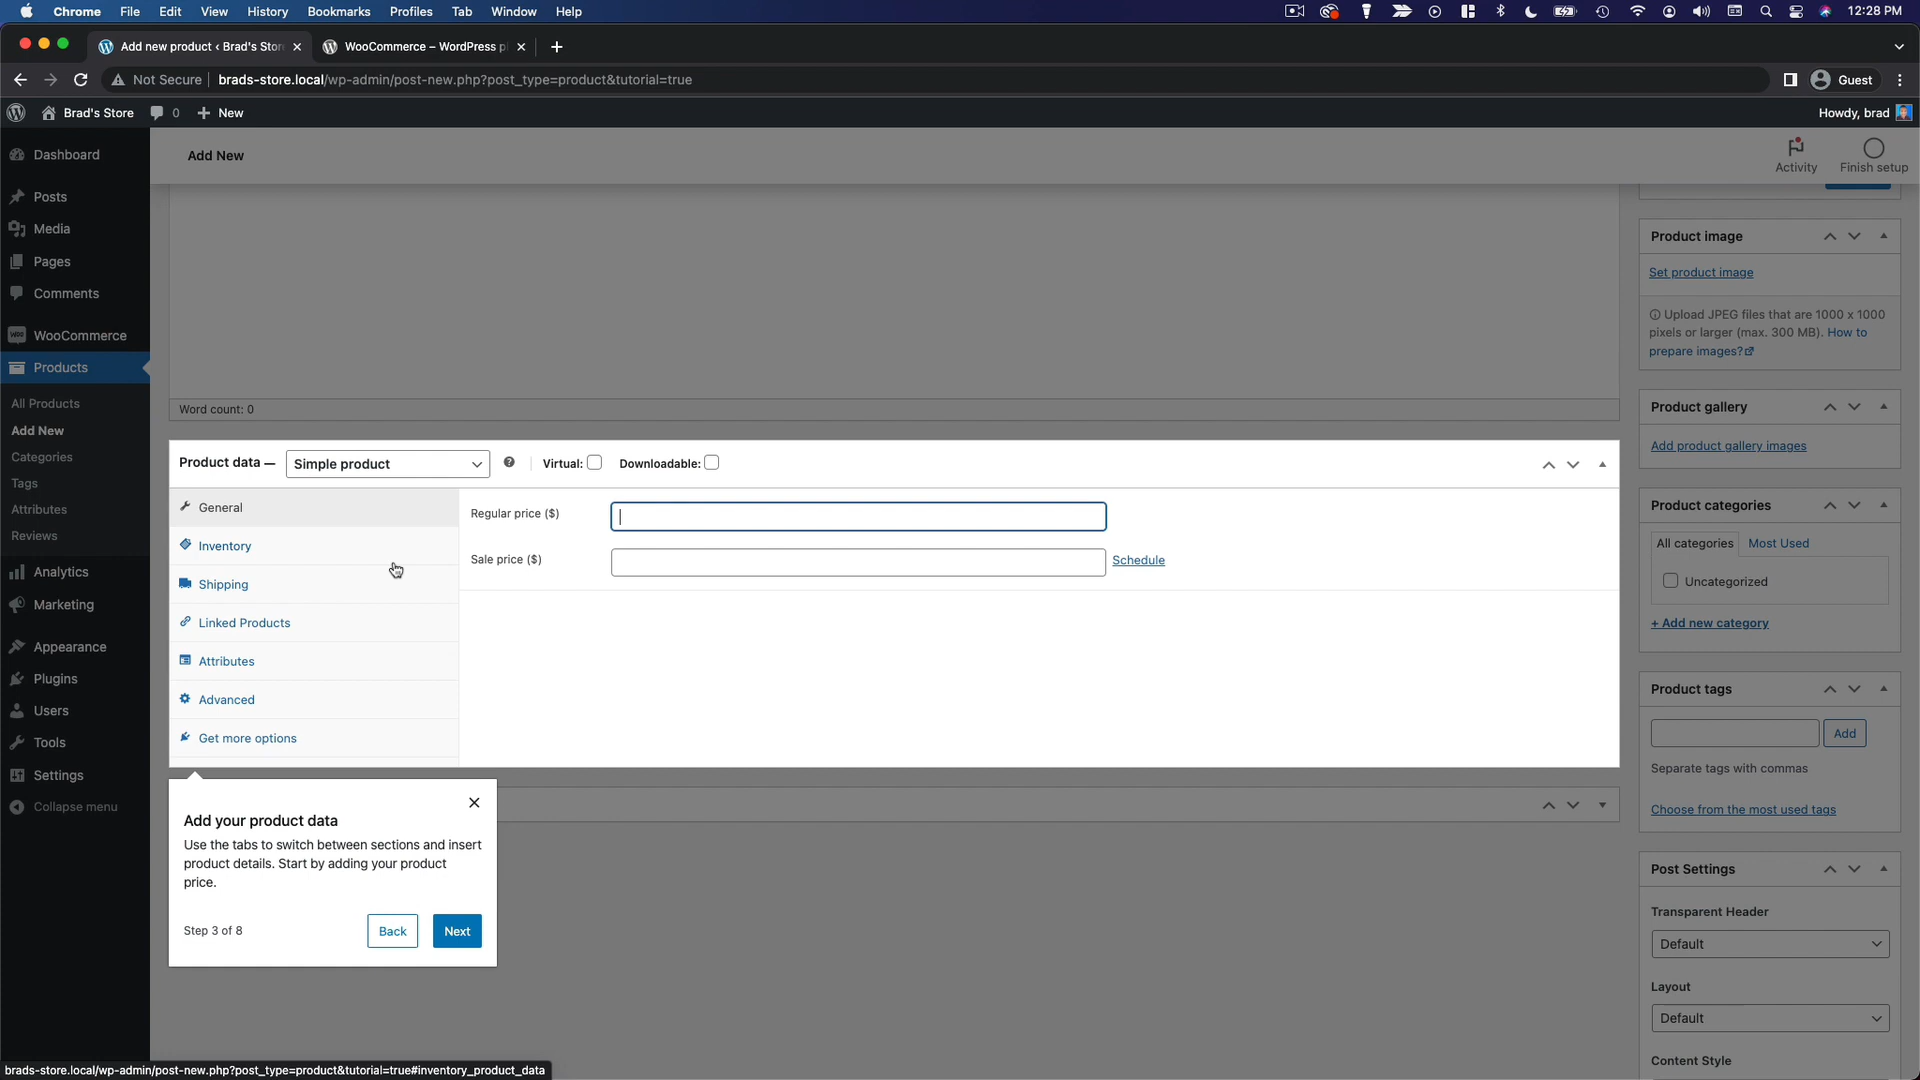 Chrome File Edit View History Bookmarks Profiles Tab Window Help 12:28 PM
Add new product ‹ Brad's Stor WooCommerce – WordPress p
Not Secure brads-store.local/wp-admin/post-new.php?post_type=product&tutorial=true Guest
Brad's Store 0 New Howdy, brad
Dashboard
Posts
Media
Pages
Comments
WooCommerce
Products
All Products
Add New
Categories
Tags
Attributes
Reviews
Analytics
Marketing
Appearance
Plugins
Users
Tools
Settings
Collapse menu
Add New
Activity
Finish setup
Word count: 0
Product data — Simple product Virtual: Downloadable:
General
Inventory
Shipping
Linked Products
Attributes
Advanced
Get more options
Regular price ($)
Sale price ($) Schedule
Add your product data
Use the tabs to switch between sections and insert
product details. Start by adding your product
price.
Step 3 of 8 Back Next
Product image
Set product image
Upload JPEG files that are 1000 x 1000
pixels or larger (max. 300 MB). How to
prepare images?
Product gallery
Add product gallery images
Product categories
All categories Most Used
Uncategorized
+ Add new category
Product tags
Add
Separate tags with commas
Choose from the most used tags
Post Settings
Transparent Header
Default
Layout
Default
Content Style
brads-store.local/wp-admin/post-new.php?post_type=product&tutorial=true#inventory_product_data